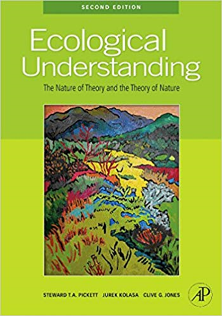 SECOND EDITION
Ecological
Understanding
The Nature of Theory and the Theory of Nature
STEWARD T.A. PICKETT  JUREK KOLASA  CLIVE G. JONES
AP